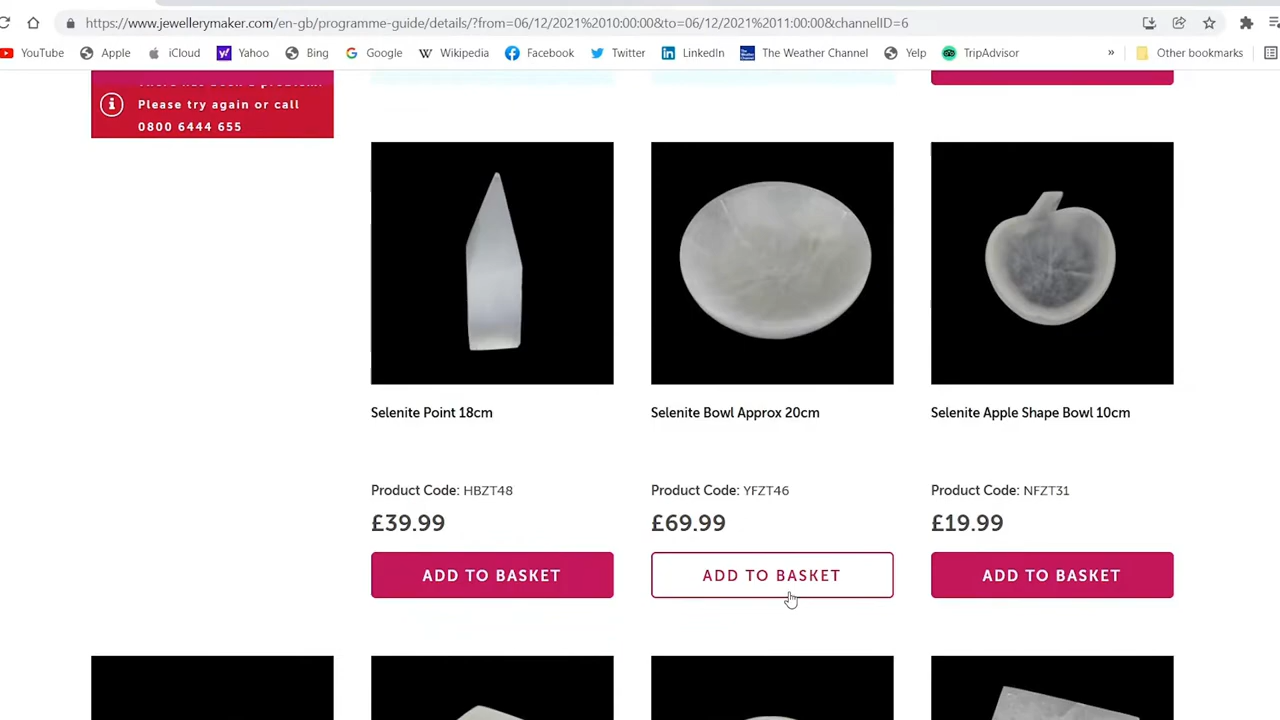 https://www.jewellerymaker.com/en-gb/programme-guide/details/?from=06/12/2021%2010:00:00&to=06/12/2021%2011:00:00&channelID=6
YouTube Apple iCloud Yahoo Bing Google Wikipedia Facebook Twitter LinkedIn The Weather Channel Yelp TripAdvisor » Other bookmarks
There has been a problem.
Please try again or call
0800 6444 655
Selenite Point 18cm
Product Code: HBZT48
£39.99
ADD TO BASKET
Selenite Bowl Approx 20cm
Product Code: YFZT46
£69.99
ADD TO BASKET
Selenite Apple Shape Bowl 10cm
Product Code: NFZT31
£19.99
ADD TO BASKET